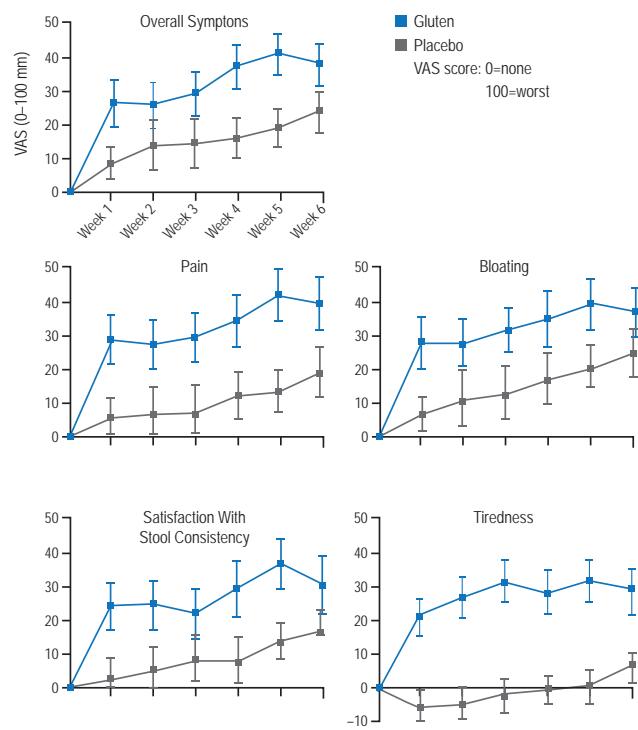 Overall Symptons
Gluten
Placebo
VAS score: 0=none
100=worst
VAS (0–100 mm)
50
40
30
20
10
0
Week 1
Week 2
Week 3
Week 4
Week 5
Week 6
Pain
50
40
30
20
10
0
Bloating
50
40
30
20
10
0
Satisfaction With
Stool Consistency
50
40
30
20
10
0
Tiredness
50
40
30
20
10
0
–10